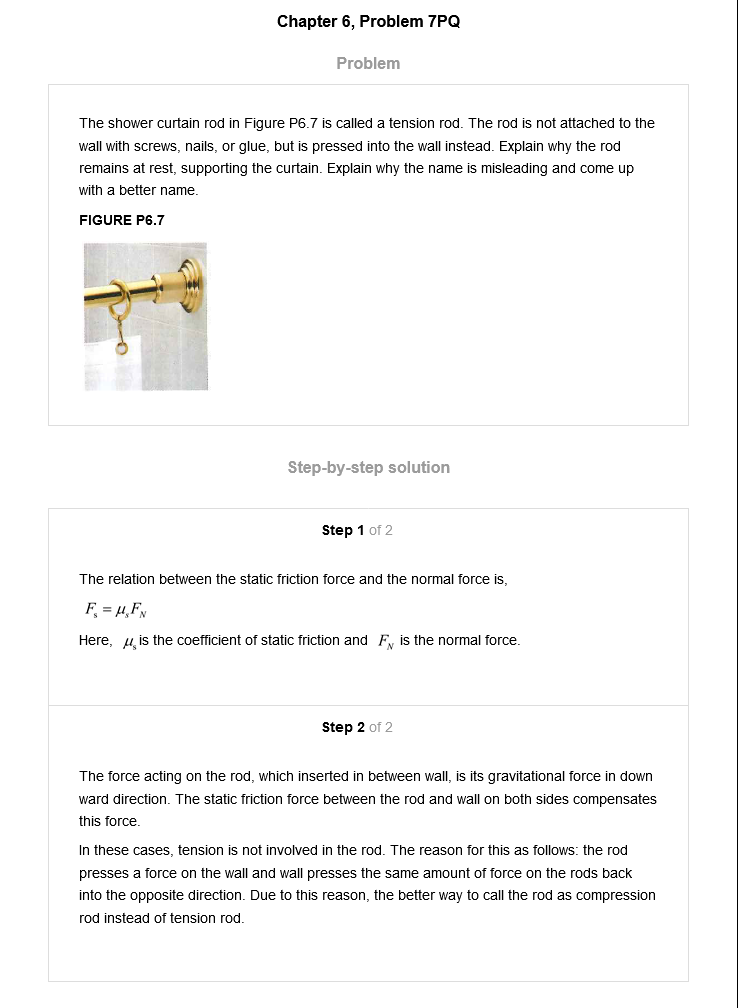 Chapter 6, Problem 7PQ
Problem
The shower curtain rod in Figure P6.7 is called a tension rod. The rod is not attached to the
wall with screws, nails, or glue, but is pressed into the wall instead. Explain why the rod
remains at rest, supporting the curtain. Explain why the name is misleading and come up
with a better name.
FIGURE P6.7
Step-by-step solution
Step 1 of 2
The relation between the static friction force and the normal force is,
Fₛ = μₛF_N
Here, μₛ is the coefficient of static friction and F_N is the normal force.
Step 2 of 2
The force acting on the rod, which inserted in between wall, is its gravitational force in down
ward direction. The static friction force between the rod and wall on both sides compensates
this force.
In these cases, tension is not involved in the rod. The reason for this as follows: the rod
presses a force on the wall and wall presses the same amount of force on the rods back
into the opposite direction. Due to this reason, the better way to call the rod as compression
rod instead of tension rod.